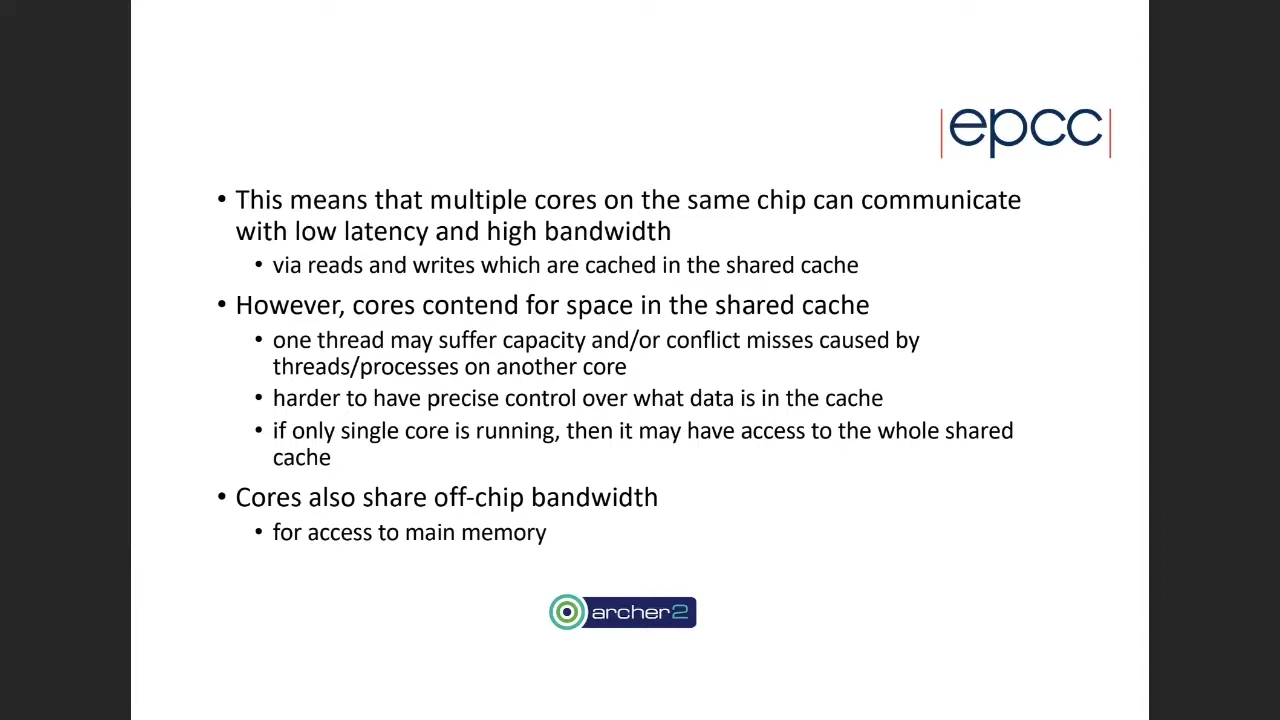 |epcc|
• This means that multiple cores on the same chip can communicate
with low latency and high bandwidth
• via reads and writes which are cached in the shared cache
• However, cores contend for space in the shared cache
• one thread may suffer capacity and/or conflict misses caused by
threads/processes on another core
• harder to have precise control over what data is in the cache
• if only single core is running, then it may have access to the whole shared
cache
• Cores also share off-chip bandwidth
• for access to main memory
archer2